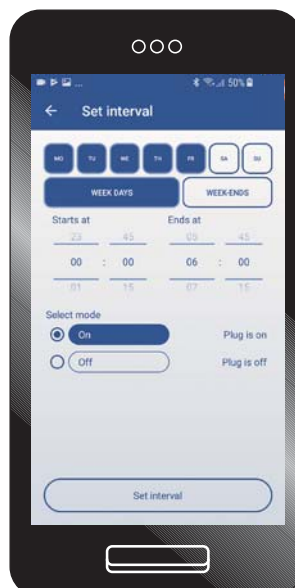 ... 50%
Set interval
MO TU WE TH FR SA SU
WEEK DAYS WEEK-ENDS
Starts at Ends at
23 45 05 45
00 : 00 06 : 00
01 15 07 15
Select mode
On Plug is on
Off Plug is off
Set interval